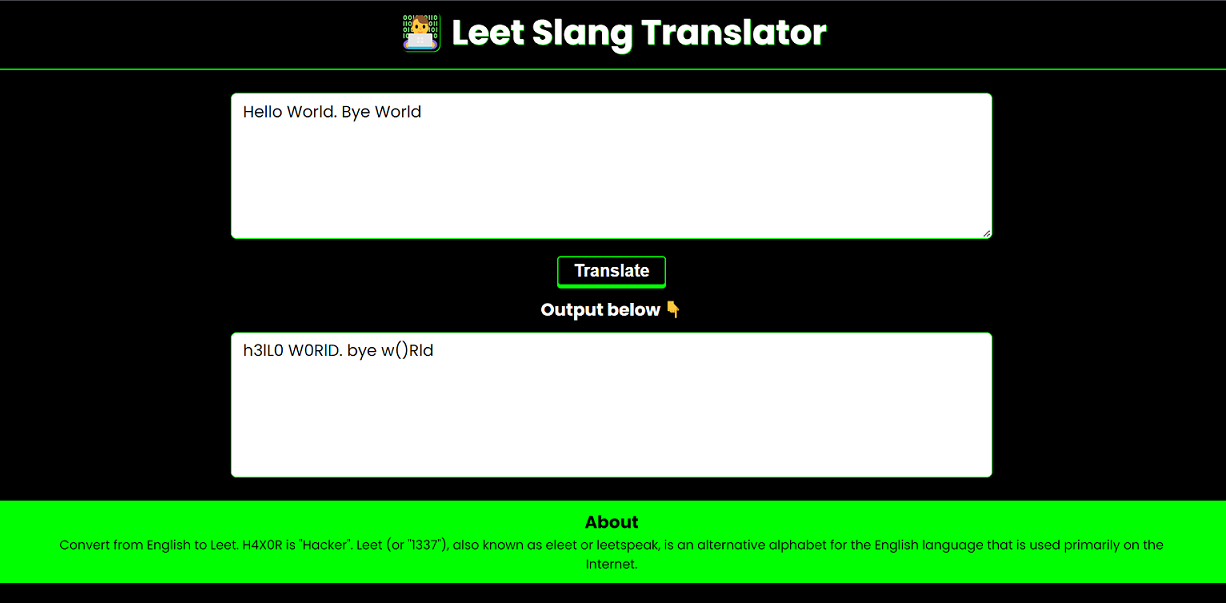 Leet Slang Translator
Hello World. Bye World
Translate
Output below 👇
h3lL0 W0RlD. bye w()Rld
About
Convert from English to Leet. H4X0R is "Hacker". Leet (or "1337"), also known as eleet or leetspeak, is an alternative alphabet for the English language that is used primarily on the
Internet.